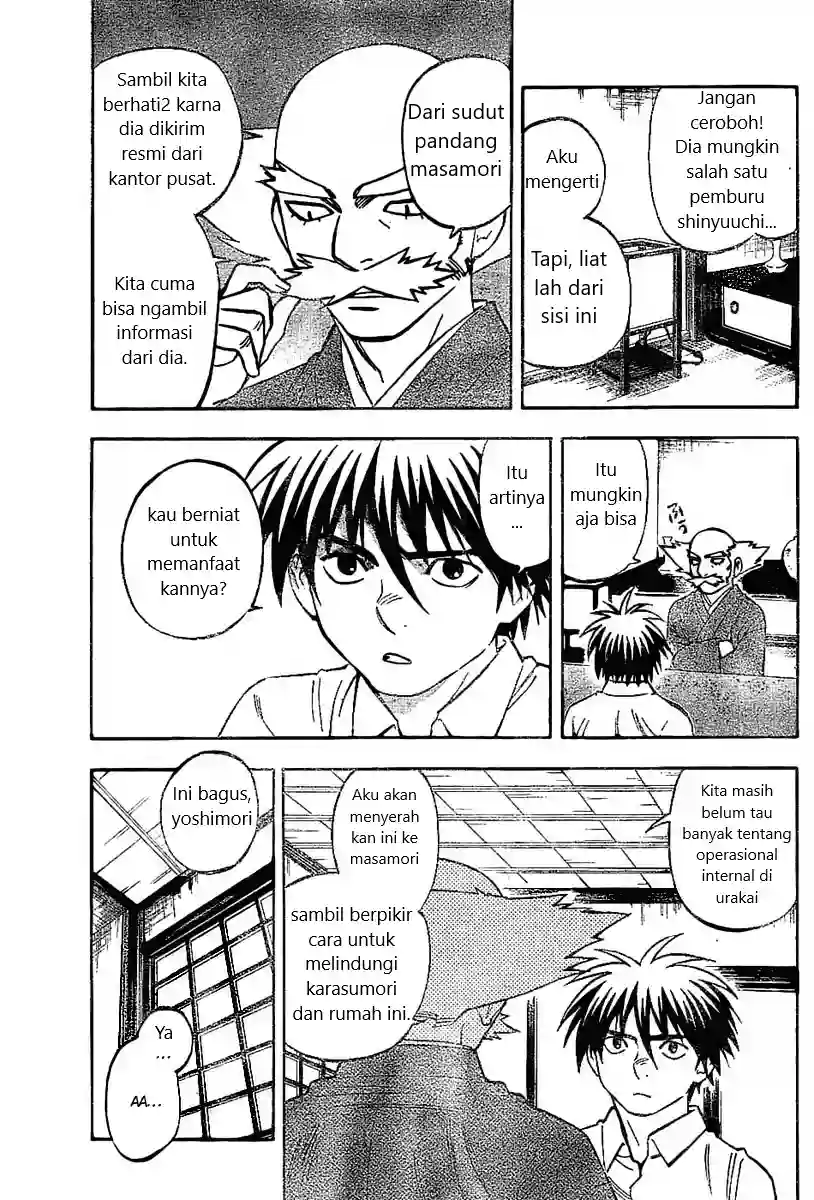 Jangan
ceroboh!
Dia mungkin
salah satu
pemburu
shinyuuchi...
Aku
mengerti
Tapi, liat
lah dari
sisi ini
Dari sudut
pandang
masamori
Sambil kita
berhati2 karna
dia dikirim
resmi dari
kantor pusat.
Kita cuma
bisa ngambil
informasi
dari dia.
Itu
mungkin
aja bisa
Itu
artinya
...
kau berniat
untuk
memanfaat
kannya?
Kita masih
belum tau
banyak tentang
operasional
internal di
urakai
Aku akan
menyerah
kan ini ke
masamori
sambil berpikir
cara untuk
melindungi
karasumori
dan rumah ini.
Ini bagus,
yoshimori
Ya
...
AA...